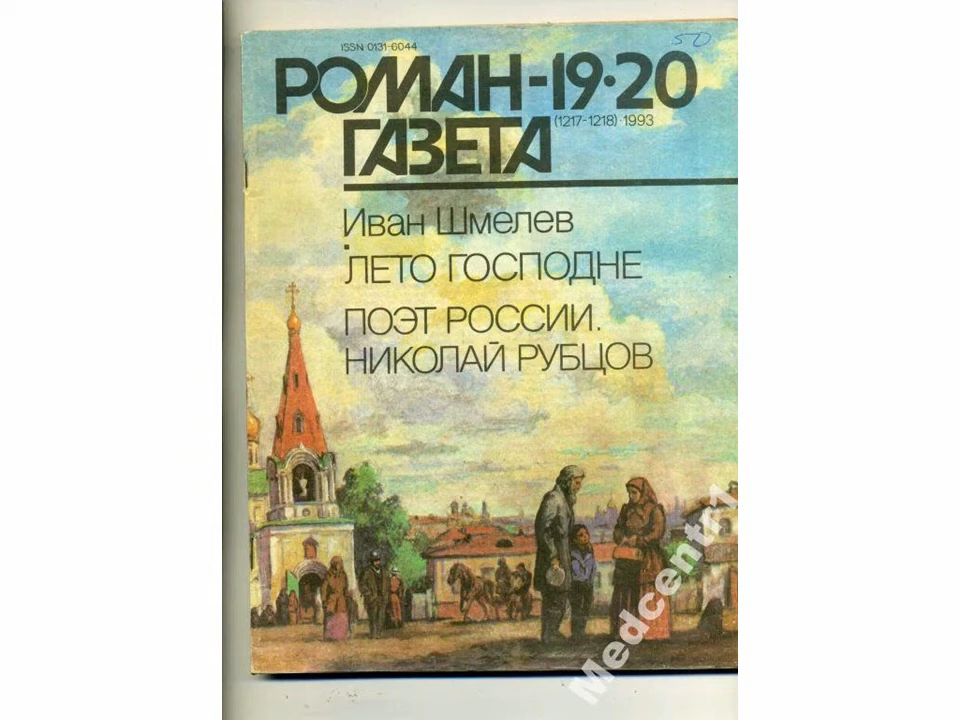 50
ISSN 0131-6044
РОМАН-19·20
ГАЗЕТА
(1217-1218)·1993
Иван Шмелев
ЛЕТО ГОСПОДНЕ
ПОЭТ РОССИИ.
НИКОЛАЙ РУБЦОВ
Medcentr1